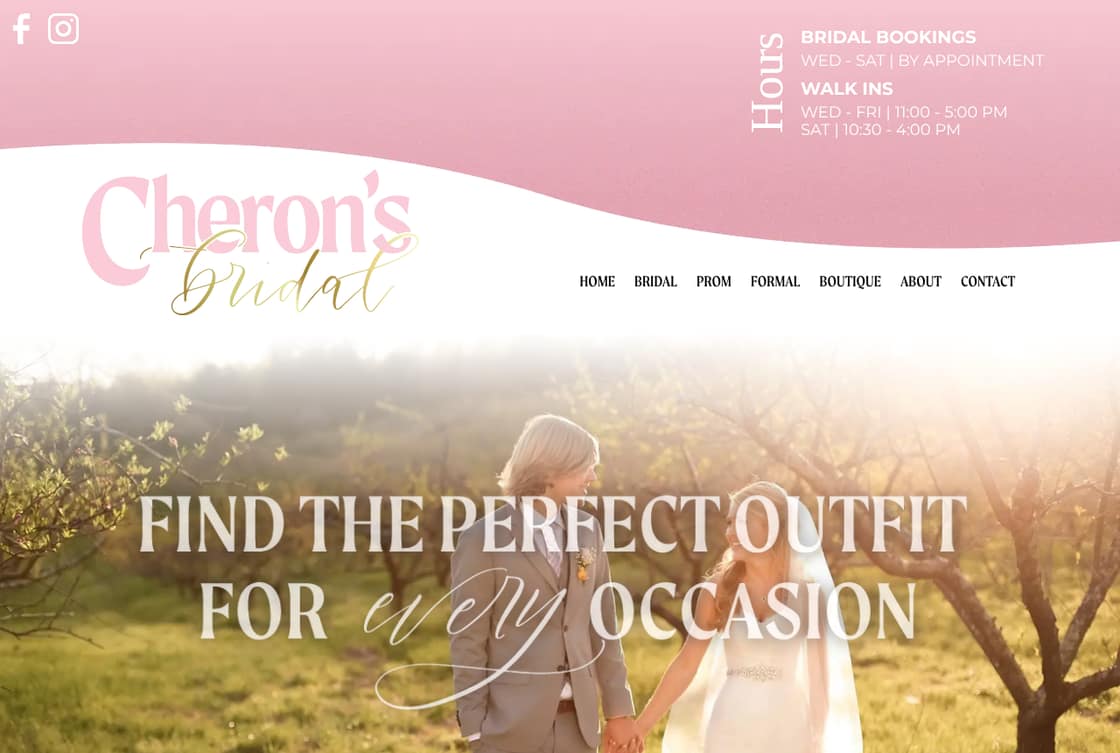 Hours
BRIDAL BOOKINGS
WED - SAT | BY APPOINTMENT
WALK INS
WED - FRI | 11:00 - 5:00 PM
SAT | 10:30 - 4:00 PM
Cheron's
bridal
HOME BRIDAL PROM FORMAL BOUTIQUE ABOUT CONTACT
FIND THE PERFECT OUTFIT
FOR every OCCASION